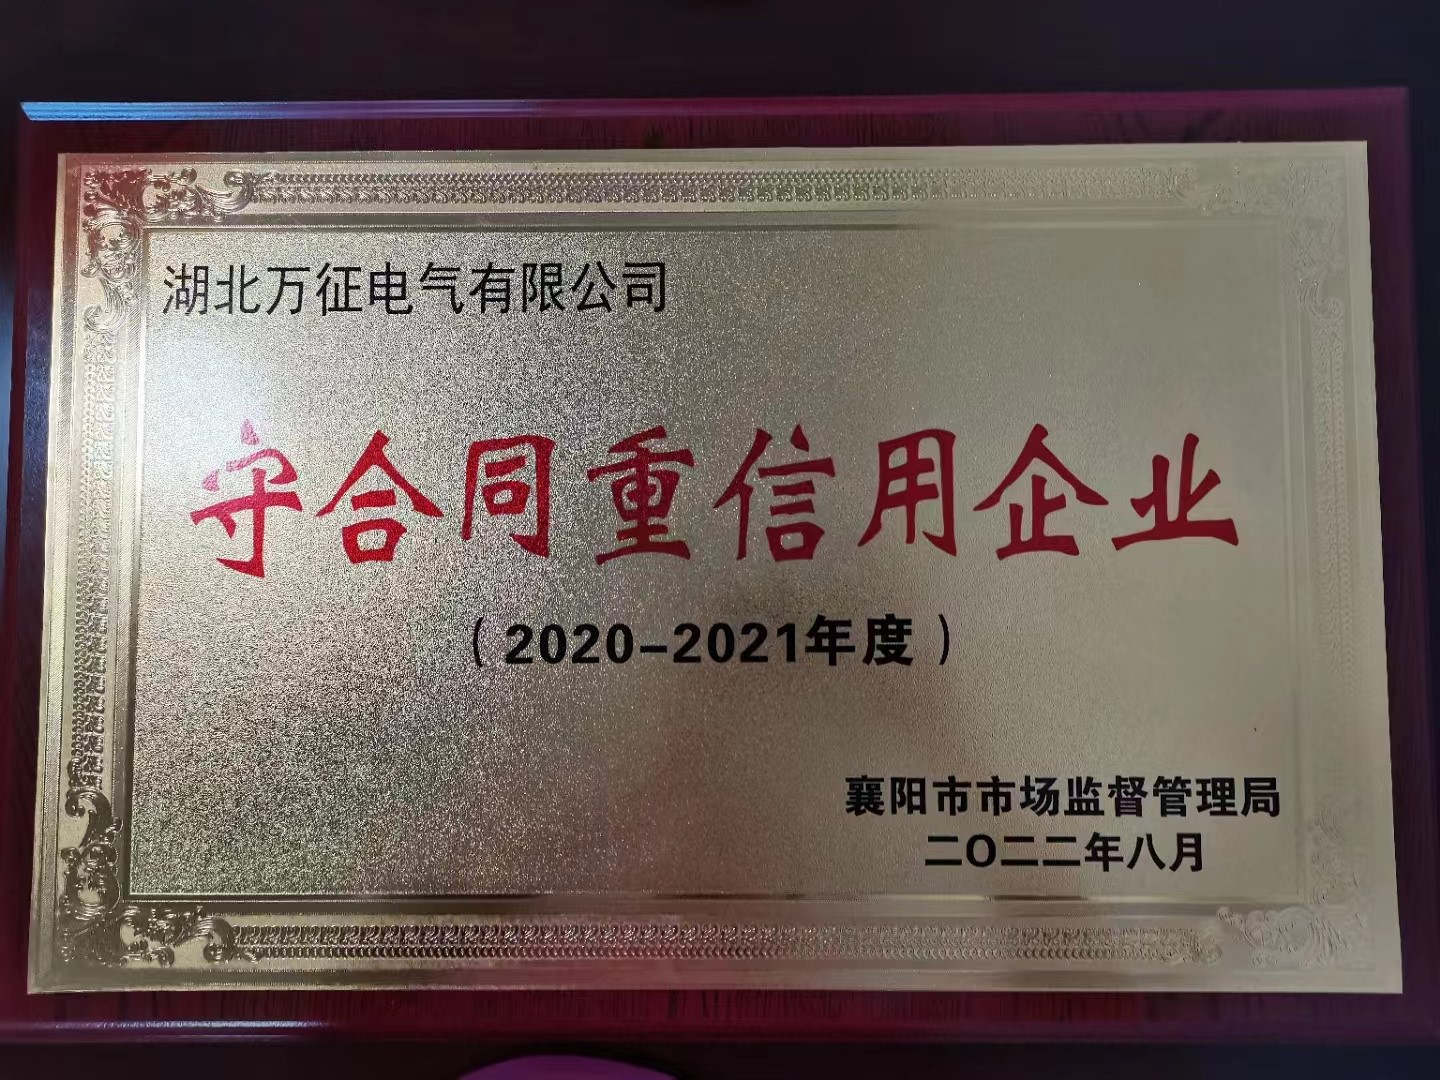 湖北万征电气有限公司
守合同重信用企业
（2020-2021年度）
襄阳市市场监督管理局
二〇二二年八月